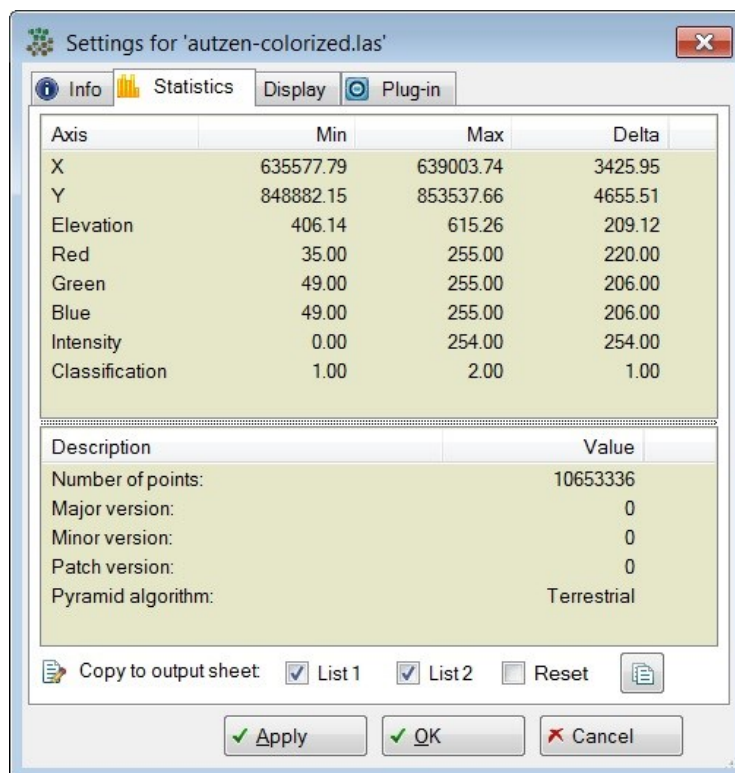 Settings for 'autzen-colorized.las'
Info Statistics Display Plug-in
Axis Min Max Delta
X 635577.79 639003.74 3425.95
Y 848882.15 853537.66 4655.51
Elevation 406.14 615.26 209.12
Red 35.00 255.00 220.00
Green 49.00 255.00 206.00
Blue 49.00 255.00 206.00
Intensity 0.00 254.00 254.00
Classification 1.00 2.00 1.00
Description Value
Number of points: 10653336
Major version: 0
Minor version: 0
Patch version: 0
Pyramid algorithm: Terrestrial
Copy to output sheet: List 1 List 2 Reset
Apply OK Cancel